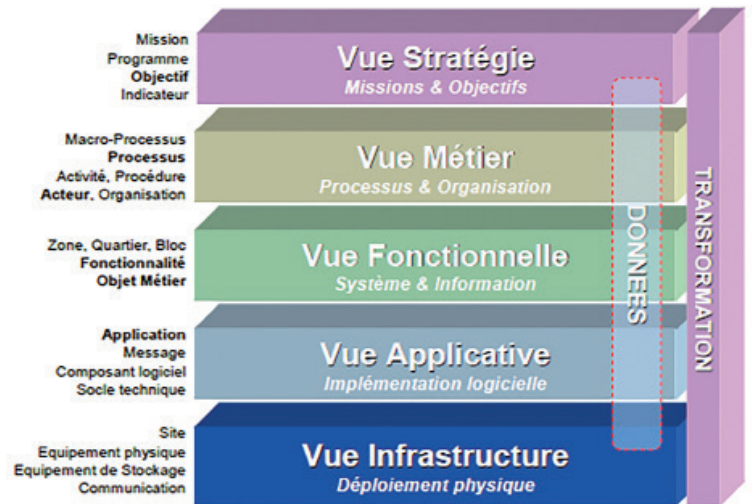 Mission
Programme
Objectif
Indicateur
Vue Stratégie
Missions & Objectifs
Macro-Processus
Processus
Activité, Procédure
Acteur, Organisation
Vue Métier
Processus & Organisation
Zone, Quartier, Bloc
Fonctionnalité
Objet Métier
Vue Fonctionnelle
Système & Information
Application
Message
Composant logiciel
Socle technique
Vue Applicative
Implémentation logicielle
Site
Equipement physique
Equipement de Stockage
Communication
Vue Infrastructure
Déploiement physique
DONNEES
TRANSFORMATION